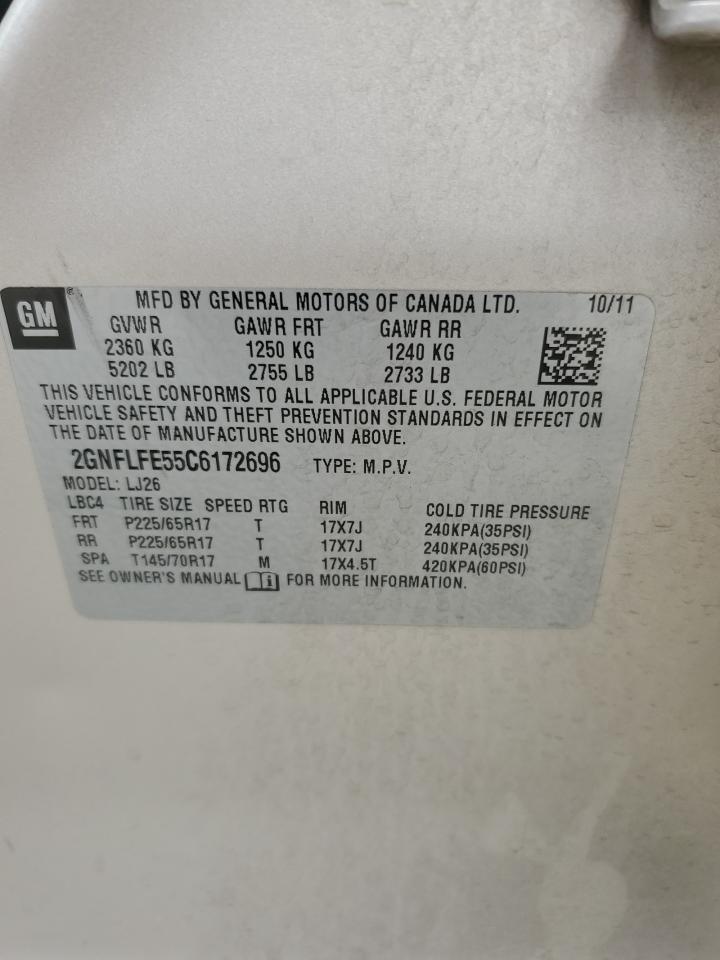 GM® MFD BY GENERAL MOTORS OF CANADA LTD. 10/11
GVWR GAWR FRT GAWR RR
2360 KG 1250 KG 1240 KG
5202 LB 2755 LB 2733 LB
THIS VEHICLE CONFORMS TO ALL APPLICABLE U.S. FEDERAL MOTOR
VEHICLE SAFETY AND THEFT PREVENTION STANDARDS IN EFFECT ON
THE DATE OF MANUFACTURE SHOWN ABOVE.
2GNFLFE55C6172696 TYPE: M.P.V.
MODEL: LJ26
LBC4 TIRE SIZE SPEED RTG RIM COLD TIRE PRESSURE
FRT P225/65R17 T 17X7J 240KPA(35PSI)
RR P225/65R17 T 17X7J 240KPA(35PSI)
SPA T145/70R17 M 17X4.5T 420KPA(60PSI)
SEE OWNER'S MANUAL FOR MORE INFORMATION.